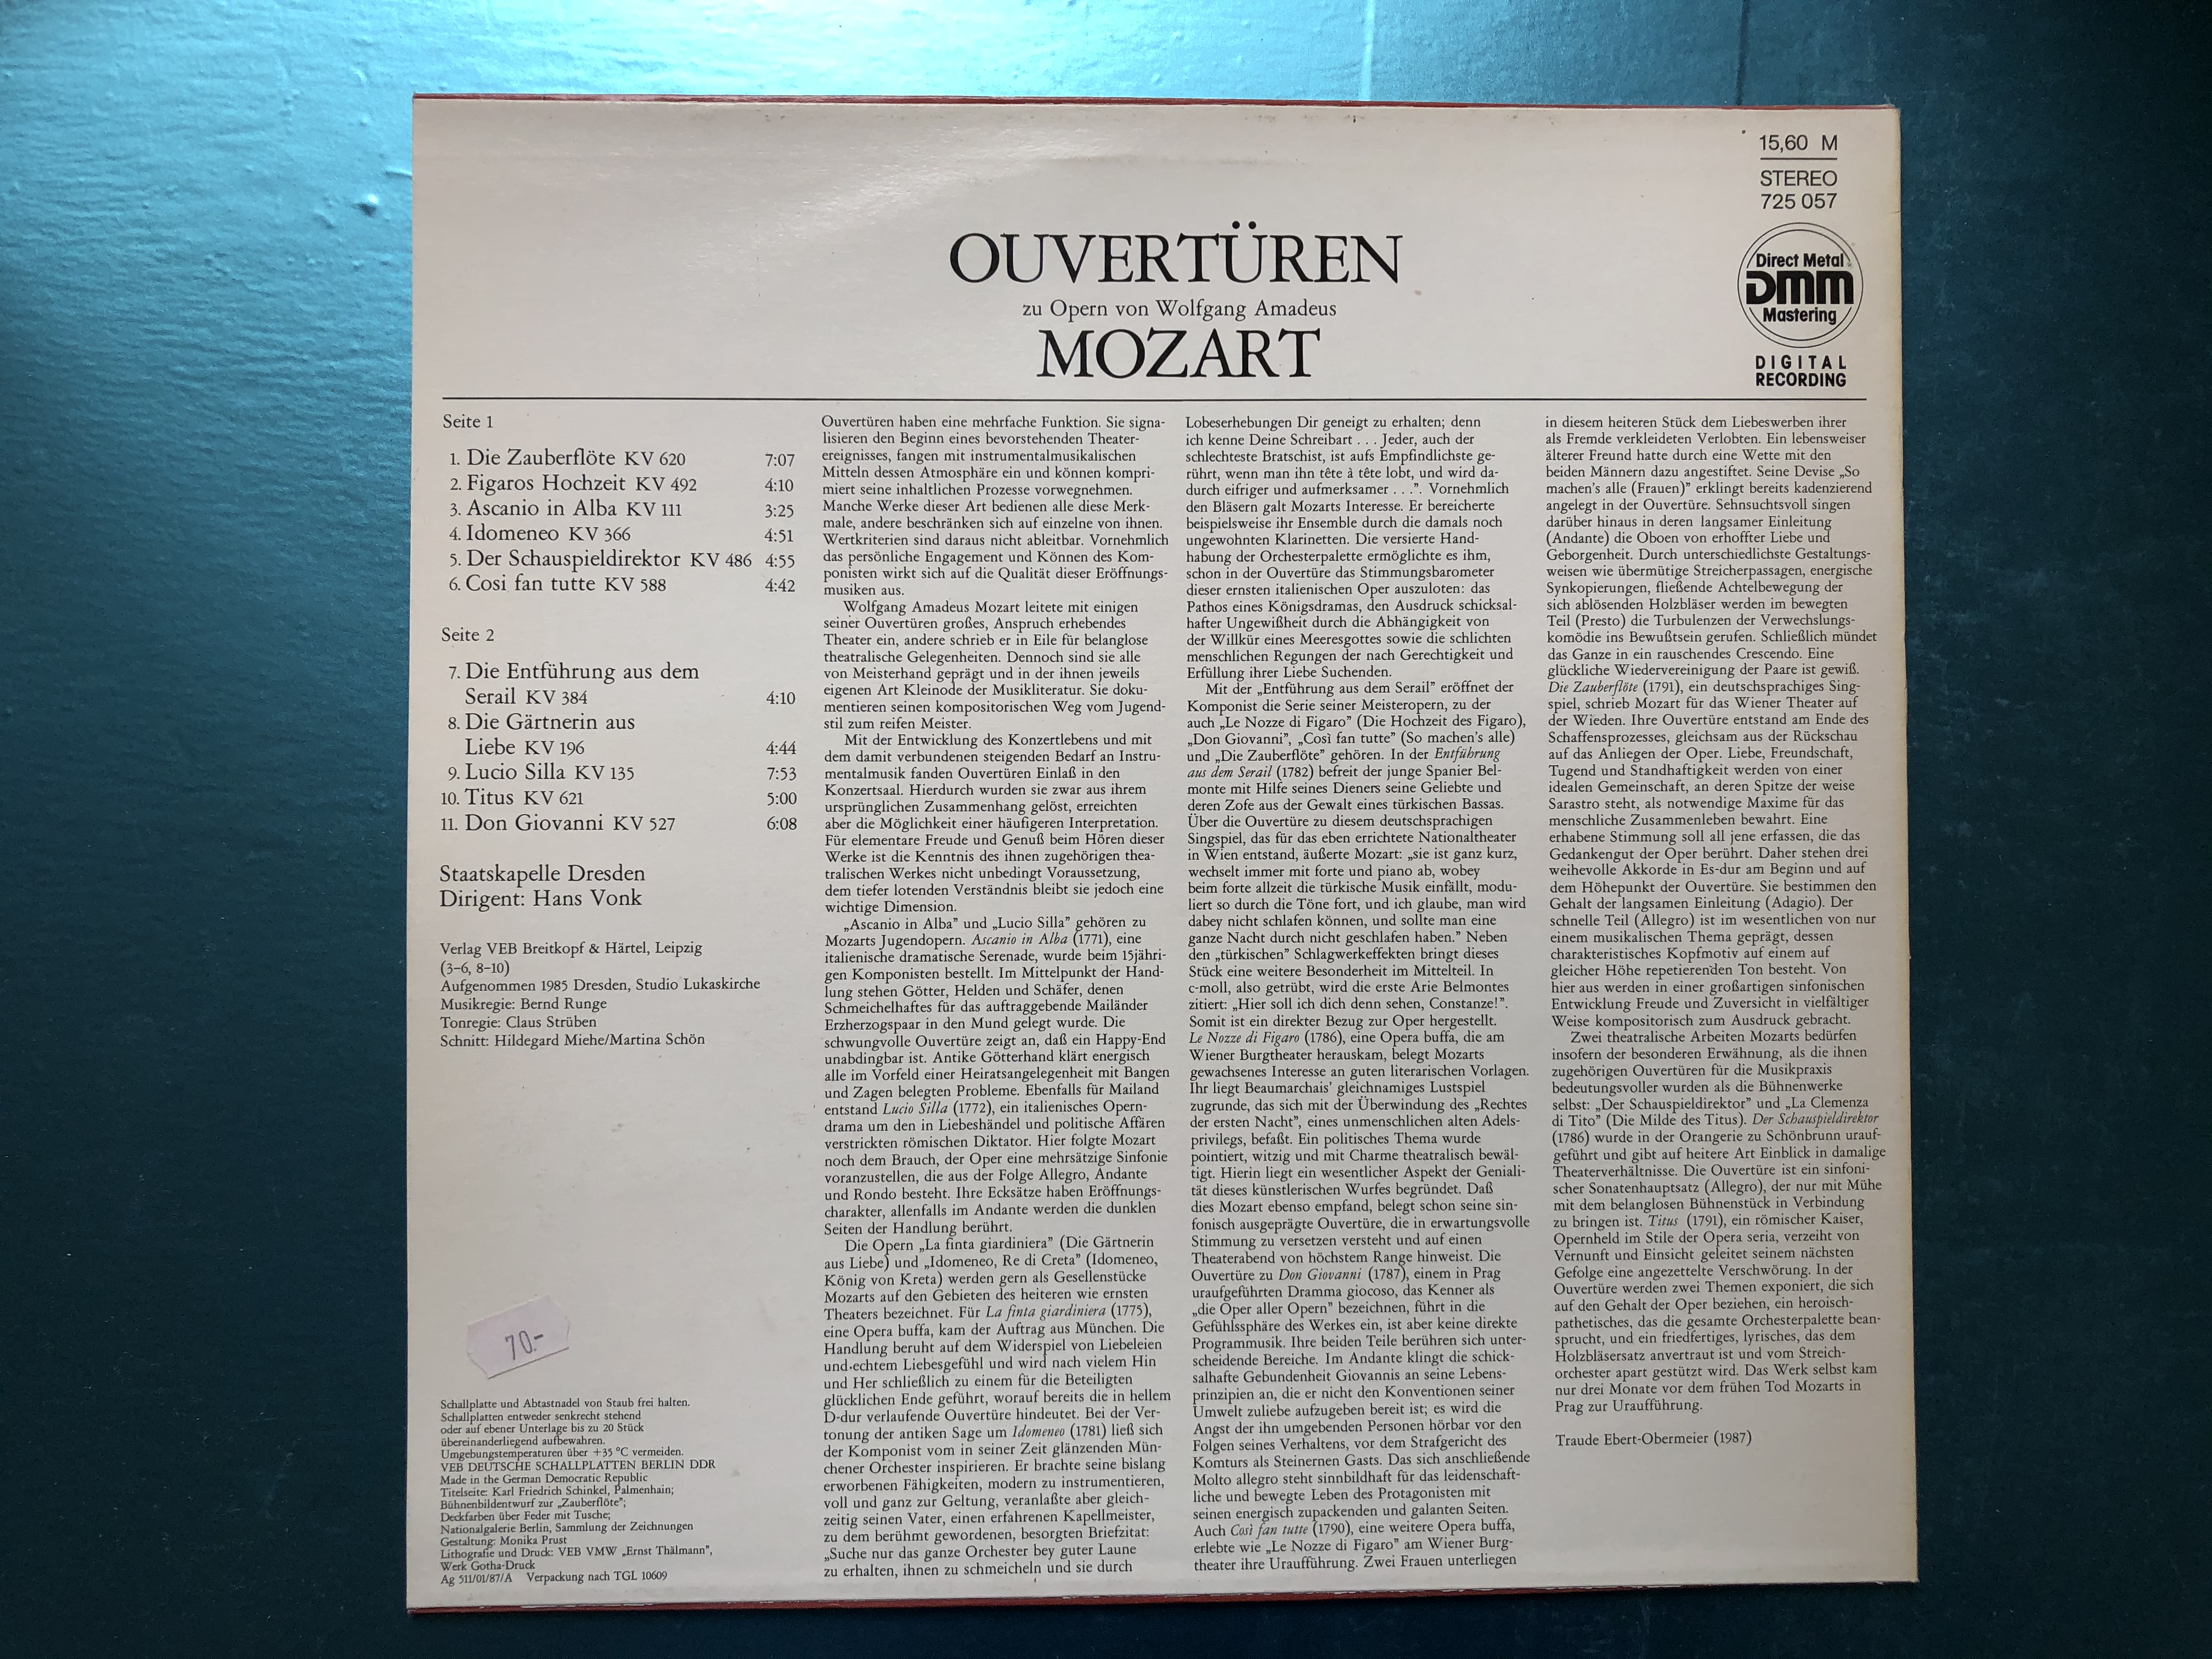 15,60 M
STEREO
725 057
Direct Metal
DMM
Mastering
DIGITAL
RECORDING
OUVERTÜREN
zu Opern von Wolfgang Amadeus
MOZART
Seite 1
1. Die Zauberflöte KV 620 7:07
2. Figaros Hochzeit KV 492 4:10
3. Ascanio in Alba KV 111 3:25
4. Idomeneo KV 366 4:51
5. Der Schauspieldirektor KV 486 4:55
6. Cosi fan tutte KV 588 4:42
Seite 2
7. Die Entführung aus dem
Serail KV 384 4:10
8. Die Gärtnerin aus
Liebe KV 196 4:44
9. Lucio Silla KV 135 7:53
10. Titus KV 621 5:00
11. Don Giovanni KV 527 6:08
Staatskapelle Dresden
Dirigent: Hans Vonk
Verlag VEB Breitkopf & Härtel, Leipzig
(3–6, 8–10)
Aufgenommen 1985 Dresden, Studio Lukaskirche
Musikregie: Bernd Runge
Tonregie: Claus Strüben
Schnitt: Hildegard Miehe/Martina Schön
70.-
Schallplatte und Abtastnadel von Staub frei halten.
Schallplatten entweder senkrecht stehend
oder auf ebener Unterlage bis zu 20 Stück
übereinanderliegend aufbewahren.
Umgebungstemperaturen über +35 °C vermeiden.
VEB DEUTSCHE SCHALLPLATTEN BERLIN DDR
Made in the German Democratic Republic
Titelseite: Karl Friedrich Schinkel, Palmenhain;
Bühnenbildentwurf zur „Zauberflöte”;
Deckfarben über Feder mit Tusche;
Nationalgalerie Berlin, Sammlung der Zeichnungen
Gestaltung: Monika Prust
Lithografie und Druck: VEB VMW „Ernst Thälmann”,
Werk Gotha-Druck
Ag 511/01/87/A Verpackung nach TGL 10609
Ouvertüren haben eine mehrfache Funktion. Sie signa-
lisieren den Beginn eines bevorstehenden Theater-
ereignisses, fangen mit instrumentalmusikalischen
Mitteln dessen Atmosphäre ein und können kompri-
miert seine inhaltlichen Prozesse vorwegnehmen.
Manche Werke dieser Art bedienen alle diese Merk-
male, andere beschränken sich auf einzelne von ihnen.
Wertkriterien sind daraus nicht ableitbar. Vornehmlich
das persönliche Engagement und Können des Kom-
ponisten wirkt sich auf die Qualität dieser Eröffnungs-
musiken aus.
Wolfgang Amadeus Mozart leitete mit einigen
seiner Ouvertüren großes, Anspruch erhebendes
Theater ein, andere schrieb er in Eile für belanglose
theatralische Gelegenheiten. Dennoch sind sie alle
von Meisterhand geprägt und in der ihnen jeweils
eigenen Art Kleinode der Musikliteratur. Sie doku-
mentieren seinen kompositorischen Weg vom Jugend-
stil zum reifen Meister.
Mit der Entwicklung des Konzertlebens und mit
dem damit verbundenen steigenden Bedarf an Instru-
mentalmusik fanden Ouvertüren Einlaß in den
Konzertsaal. Hierdurch wurden sie zwar aus ihrem
ursprünglichen Zusammenhang gelöst, erreichten
aber die Möglichkeit einer häufigeren Interpretation.
Für elementare Freude und Genuß beim Hören dieser
Werke ist die Kenntnis des ihnen zugehörigen thea-
tralischen Werkes nicht unbedingt Voraussetzung,
dem tiefer lotenden Verständnis bleibt sie jedoch eine
wichtige Dimension.
„Ascanio in Alba” und „Lucio Silla” gehören zu
Mozarts Jugendopern. Ascanio in Alba (1771), eine
italienische dramatische Serenade, wurde beim 15jähri-
gen Komponisten bestellt. Im Mittelpunkt der Hand-
lung stehen Götter, Helden und Schäfer, denen
Schmeichelhaftes für das auftraggebende Mailänder
Erzherzogspaar in den Mund gelegt wurde. Die
schwungvolle Ouvertüre zeigt an, daß ein Happy-End
unabdingbar ist. Antike Götterhand klärt energisch
alle im Vorfeld einer Heiratsangelegenheit mit Bangen
und Zagen belegten Probleme. Ebenfalls für Mailand
entstand Lucio Silla (1772), ein italienisches Opern-
drama um den in Liebeshändel und politische Affären
verstrickten römischen Diktator. Hier folgte Mozart
noch dem Brauch, der Oper eine mehrsätzige Sinfonie
voranzustellen, die aus der Folge Allegro, Andante
und Rondo besteht. Ihre Ecksätze haben Eröffnungs-
charakter, allenfalls im Andante werden die dunklen
Seiten der Handlung berührt.
Die Opern „La finta giardiniera” (Die Gärtnerin
aus Liebe) und „Idomeneo, Re di Creta” (Idomeneo,
König von Kreta) werden gern als Gesellenstücke
Mozarts auf den Gebieten des heiteren wie ernsten
Theaters bezeichnet. Für La finta giardiniera (1775),
eine Opera buffa, kam der Auftrag aus München. Die
Handlung beruht auf dem Widerspiel von Liebeleien
und echtem Liebesgefühl und wird nach vielem Hin
und Her schließlich zu einem für die Beteiligten
glücklichen Ende geführt, worauf bereits die in hellem
D-dur verlaufende Ouvertüre hindeutet. Bei der Ver-
tonung der antiken Sage um Idomeneo (1781) ließ sich
der Komponist vom in seiner Zeit glänzenden Mün-
chener Orchester inspirieren. Er brachte seine bislang
erworbenen Fähigkeiten, modern zu instrumentieren,
voll und ganz zur Geltung, veranlaßte aber gleich-
zeitig seinen Vater, einen erfahrenen Kapellmeister,
zu dem berühmt gewordenen, besorgten Briefzitat:
„Suche nur das ganze Orchester bey guter Laune
zu erhalten, ihnen zu schmeicheln und sie durch
Lobeserhebungen Dir geneigt zu erhalten; denn
ich kenne Deine Schreibart . . . Jeder, auch der
schlechteste Bratschist, ist aufs Empfindlichste ge-
rührt, wenn man ihn tête à tête lobt, und wird da-
durch eifriger und aufmerksamer . . .”. Vornehmlich
den Bläsern galt Mozarts Interesse. Er bereicherte
beispielsweise ihr Ensemble durch die damals noch
ungewohnten Klarinetten. Die versierte Hand-
habung der Orchesterpalette ermöglichte es ihm,
schon in der Ouvertüre das Stimmungsbarometer
dieser ernsten italienischen Oper auszuloten: das
Pathos eines Königsdramas, den Ausdruck schicksal-
hafter Ungewißheit durch die Abhängigkeit von
der Willkür eines Meeresgottes sowie die schlichten
menschlichen Regungen der nach Gerechtigkeit und
Erfüllung ihrer Liebe Suchenden.
Mit der „Entführung aus dem Serail” eröffnet der
Komponist die Serie seiner Meisteropern, zu der
auch „Le Nozze di Figaro” (Die Hochzeit des Figaro),
„Don Giovanni”, „Così fan tutte” (So machen’s alle)
und „Die Zauberflöte” gehören. In der Entführung
aus dem Serail (1782) befreit der junge Spanier Bel-
monte mit Hilfe seines Dieners seine Geliebte und
deren Zofe aus der Gewalt eines türkischen Bassas.
Über die Ouvertüre zu diesem deutschsprachigen
Singspiel, das für das eben errichtete Nationaltheater
in Wien entstand, äußerte Mozart: „sie ist ganz kurz,
wechselt immer mit forte und piano ab, wobey
beim forte allzeit die türkische Musik einfällt, modu-
liert so durch die Töne fort, und ich glaube, man wird
dabey nicht schlafen können, und sollte man eine
ganze Nacht durch nicht geschlafen haben.” Neben
den „türkischen” Schlagwerkeffekten bringt dieses
Stück eine weitere Besonderheit im Mittelteil. In
c-moll, also getrübt, wird die erste Arie Belmontes
zitiert: „Hier soll ich dich denn sehen, Constanze!”.
Somit ist ein direkter Bezug zur Oper hergestellt.
Le Nozze di Figaro (1786), eine Opera buffa, die am
Wiener Burgtheater herauskam, belegt Mozarts
gewachsenes Interesse an guten literarischen Vorlagen.
Ihr liegt Beaumarchais’ gleichnamiges Lustspiel
zugrunde, das sich mit der Überwindung des „Rechtes
der ersten Nacht”, eines unmenschlichen alten Adels-
privilegs, befaßt. Ein politisches Thema wurde
pointiert, witzig und mit Charme theatralisch bewäl-
tigt. Hierin liegt ein wesentlicher Aspekt der Geniali-
tät dieses künstlerischen Wurfes begründet. Daß
dies Mozart ebenso empfand, belegt schon seine sin-
fonisch ausgeprägte Ouvertüre, die in erwartungsvolle
Stimmung zu versetzen versteht und auf einen
Theaterabend von höchstem Range hinweist. Die
Ouvertüre zu Don Giovanni (1787), einem in Prag
uraufgeführten Dramma giocoso, das Kenner als
„die Oper aller Opern” bezeichnen, führt in die
Gefühlssphäre des Werkes ein, ist aber keine direkte
Programmusik. Ihre beiden Teile berühren sich unter-
scheidende Bereiche. Im Andante klingt die schick-
salhafte Gebundenheit Giovannis an seine Lebens-
prinzipien an, die er nicht den Konventionen seiner
Umwelt zuliebe aufzugeben bereit ist; es wird die
Angst der ihn umgebenden Personen hörbar vor den
Folgen seines Verhaltens, vor dem Strafgericht des
Komturs als Steinernen Gasts. Das sich anschließende
Molto allegro steht sinnbildhaft für das leidenschaft-
liche und bewegte Leben des Protagonisten mit
seinen energisch zupackenden und galanten Seiten.
Auch Così fan tutte (1790), eine weitere Opera buffa,
erlebte wie „Le Nozze di Figaro” am Wiener Burg-
theater ihre Uraufführung. Zwei Frauen unterliegen
in diesem heiteren Stück dem Liebeswerben ihrer
als Fremde verkleideten Verlobten. Ein lebensweiser
älterer Freund hatte durch eine Wette mit den
beiden Männern dazu angestiftet. Seine Devise „So
machen’s alle (Frauen)” erklingt bereits kadenzierend
angelegt in der Ouvertüre. Sehnsuchtsvoll singen
darüber hinaus in deren langsamer Einleitung
(Andante) die Oboen von erhoffter Liebe und
Geborgenheit. Durch unterschiedlichste Gestaltungs-
weisen wie übermütige Streicherpassagen, energische
Synkopierungen, fließende Achtelbewegung der
sich ablösenden Holzbläser werden im bewegten
Teil (Presto) die Turbulenzen der Verwechslungs-
komödie ins Bewußtsein gerufen. Schließlich mündet
das Ganze in ein rauschendes Crescendo. Eine
glückliche Wiedervereinigung der Paare ist gewiß.
Die Zauberflöte (1791), ein deutschsprachiges Sing-
spiel, schrieb Mozart für das Wiener Theater auf
der Wieden. Ihre Ouvertüre entstand am Ende des
Schaffensprozesses, gleichsam aus der Rückschau
auf das Anliegen der Oper. Liebe, Freundschaft,
Tugend und Standhaftigkeit werden von einer
idealen Gemeinschaft, an deren Spitze der weise
Sarastro steht, als notwendige Maxime für das
menschliche Zusammenleben bewahrt. Eine
erhabene Stimmung soll all jene erfassen, die das
Gedankengut der Oper berührt. Daher stehen drei
weihevolle Akkorde in Es-dur am Beginn und auf
dem Höhepunkt der Ouvertüre. Sie bestimmen den
Gehalt der langsamen Einleitung (Adagio). Der
schnelle Teil (Allegro) ist im wesentlichen von nur
einem musikalischen Thema geprägt, dessen
charakteristisches Kopfmotiv auf einem auf
gleicher Höhe repetierenden Ton besteht. Von
hier aus werden in einer großartigen sinfonischen
Entwicklung Freude und Zuversicht in vielfältiger
Weise kompositorisch zum Ausdruck gebracht.
Zwei theatralische Arbeiten Mozarts bedürfen
insofern der besonderen Erwähnung, als die ihnen
zugehörigen Ouvertüren für die Musikpraxis
bedeutungsvoller wurden als die Bühnenwerke
selbst: „Der Schauspieldirektor” und „La Clemenza
di Tito” (Die Milde des Titus). Der Schauspieldirektor
(1786) wurde in der Orangerie zu Schönbrunn urauf-
geführt und gibt auf heitere Art Einblick in damalige
Theaterverhältnisse. Die Ouvertüre ist ein sinfoni-
scher Sonatenhauptsatz (Allegro), der nur mit Mühe
mit dem belanglosen Bühnenstück in Verbindung
zu bringen ist. Titus (1791), ein römischer Kaiser,
Opernheld im Stile der Opera seria, verzeiht von
Vernunft und Einsicht geleitet seinem nächsten
Gefolge eine angezettelte Verschwörung. In der
Ouvertüre werden zwei Themen exponiert, die sich
auf den Gehalt der Oper beziehen, ein heroisch-
pathetisches, das die gesamte Orchesterpalette bean-
sprucht, und ein friedfertiges, lyrisches, das dem
Holzbläsersatz anvertraut ist und vom Streich-
orchester apart gestützt wird. Das Werk selbst kam
nur drei Monate vor dem frühen Tod Mozarts in
Prag zur Uraufführung.
Traude Ebert-Obermeier (1987)